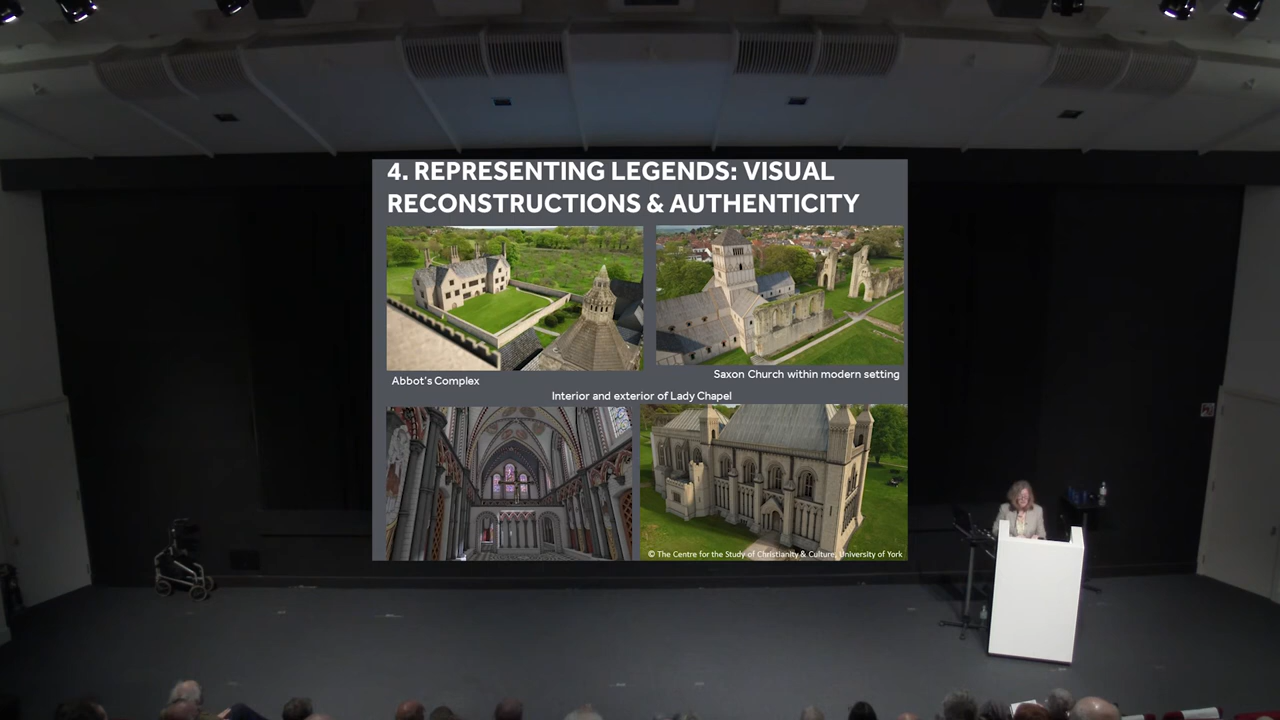 4. REPRESENTING LEGENDS: VISUAL
RECONSTRUCTIONS & AUTHENTICITY
Abbot's Complex
Saxon Church within modern setting
Interior and exterior of Lady Chapel
© The Centre for the Study of Christianity & Culture, University of York